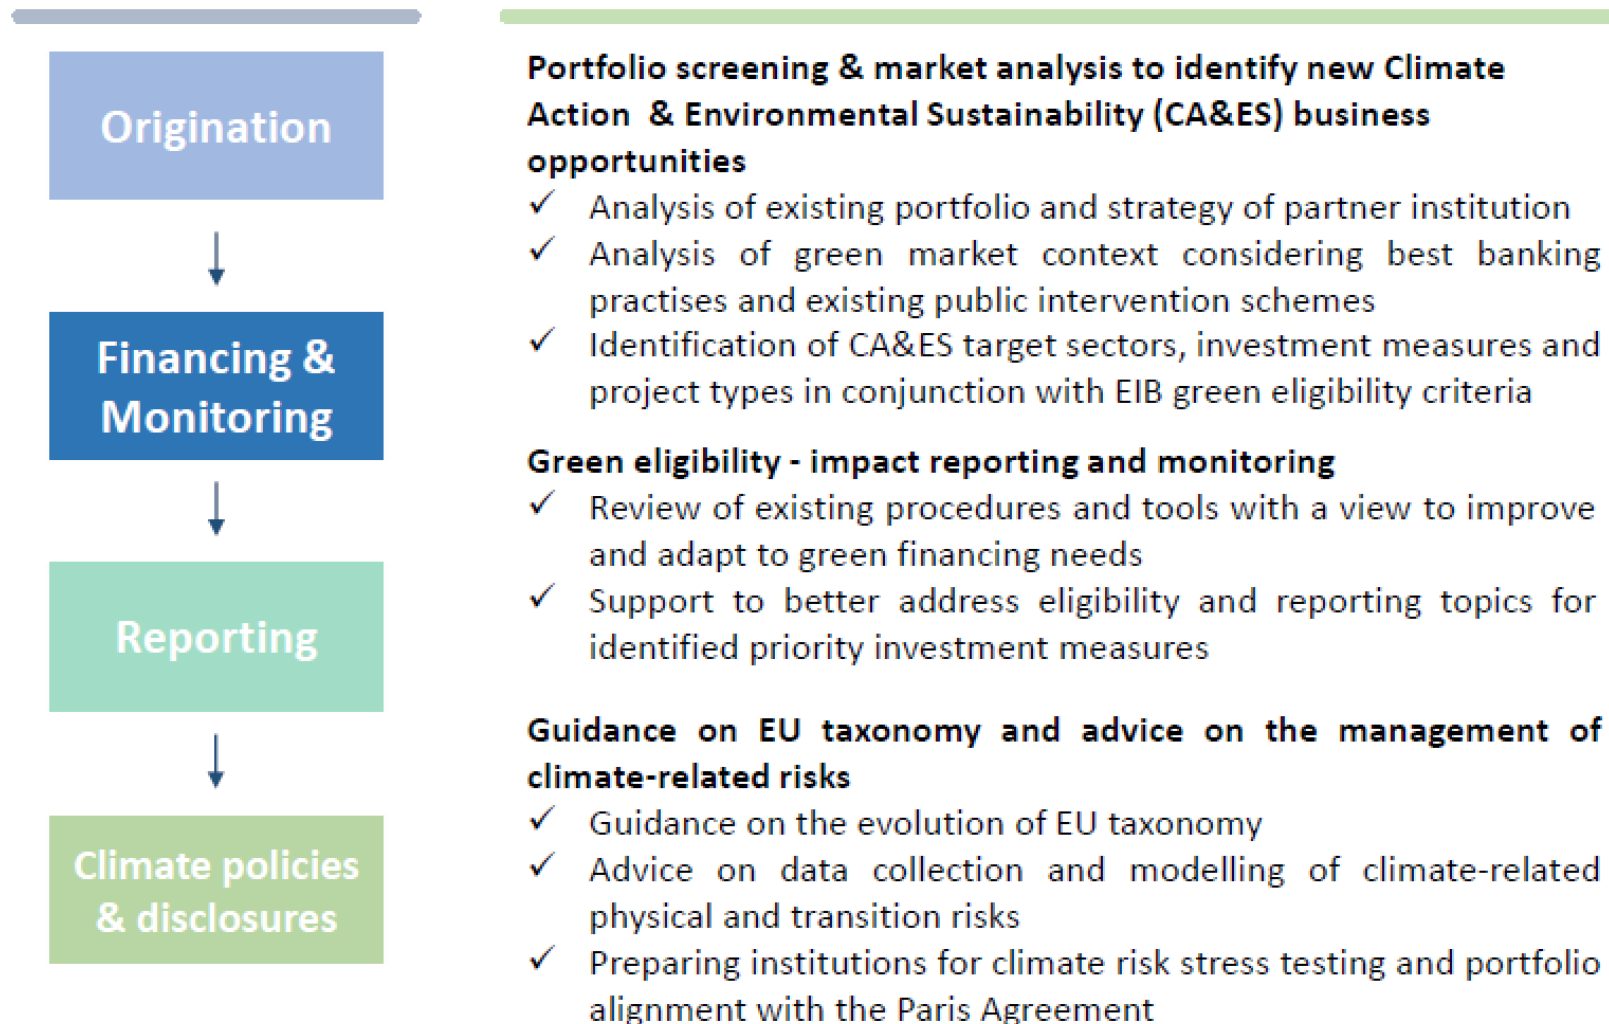 Origination
Financing &
Monitoring
Reporting
Climate policies
& disclosures
Portfolio screening & market analysis to identify new Climate
Action & Environmental Sustainability (CA&ES) business
opportunities
✓ Analysis of existing portfolio and strategy of partner institution
✓ Analysis of green market context considering best banking
practises and existing public intervention schemes
✓ Identification of CA&ES target sectors, investment measures and
project types in conjunction with EIB green eligibility criteria
Green eligibility - impact reporting and monitoring
✓ Review of existing procedures and tools with a view to improve
and adapt to green financing needs
✓ Support to better address eligibility and reporting topics for
identified priority investment measures
Guidance on EU taxonomy and advice on the management of
climate-related risks
✓ Guidance on the evolution of EU taxonomy
✓ Advice on data collection and modelling of climate-related
physical and transition risks
✓ Preparing institutions for climate risk stress testing and portfolio
alignment with the Paris Agreement